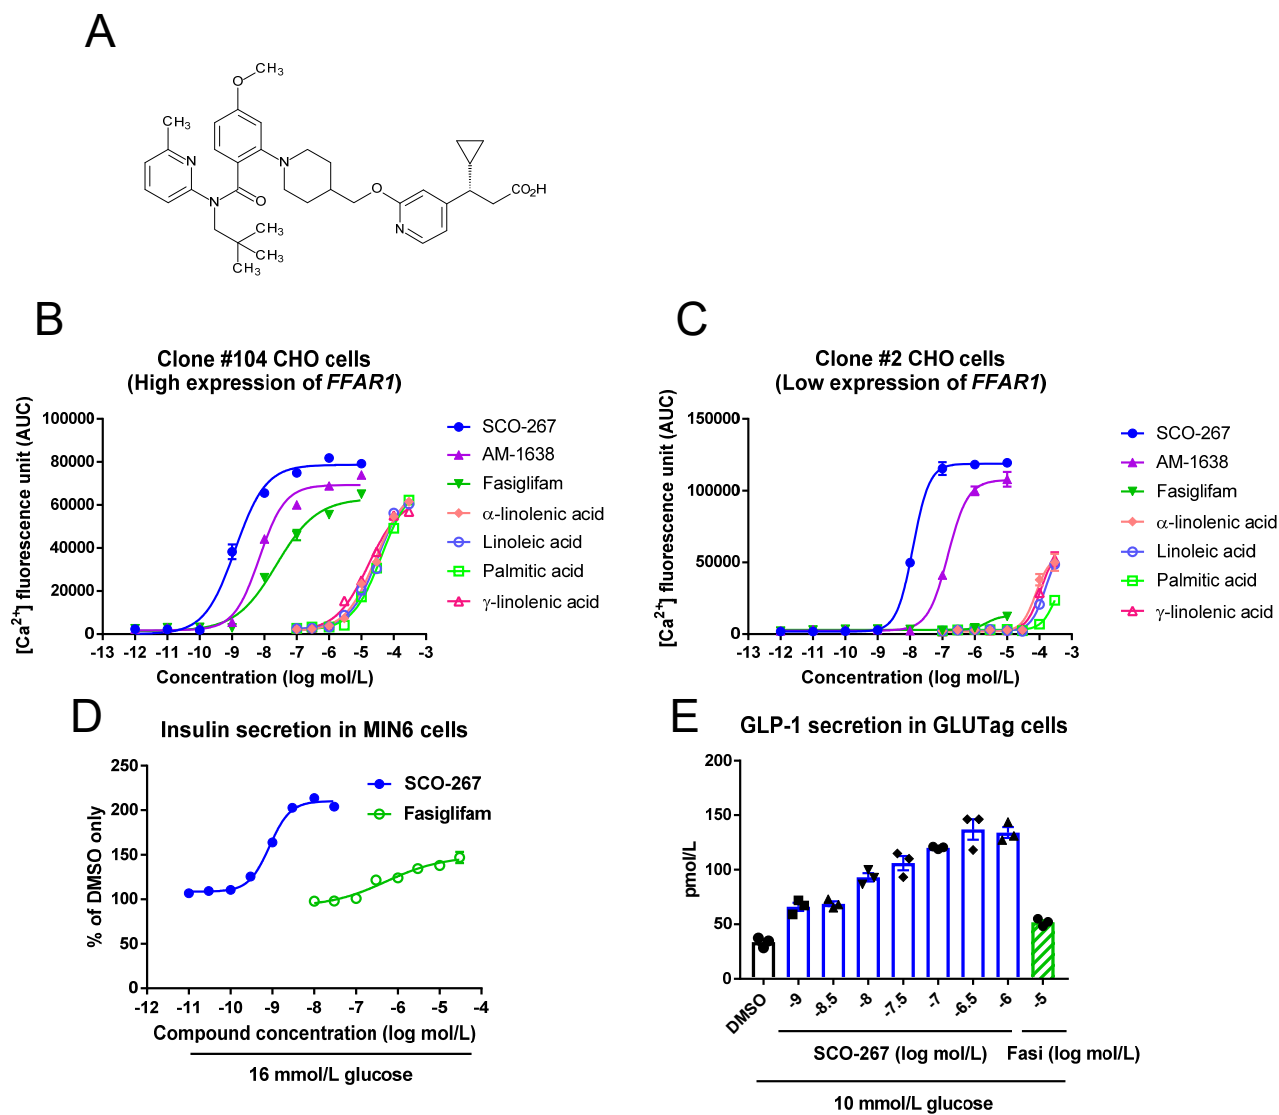 A
O
CH₃
CH₃
N
N
O
N
O
N
CO₂H
CH₃
CH₃
CH₃
B
Clone #104 CHO cells
(High expression of FFAR1)
[Ca²⁺] fluorescence unit (AUC)
100000
80000
60000
40000
20000
0
-13 -12 -11 -10 -9 -8 -7 -6 -5 -4 -3
Concentration (log mol/L)
SCO-267
AM-1638
Fasiglifam
α-linolenic acid
Linoleic acid
Palmitic acid
γ-linolenic acid
C
Clone #2 CHO cells
(Low expression of FFAR1)
[Ca²⁺] fluorescence unit (AUC)
150000
100000
50000
0
-13 -12 -11 -10 -9 -8 -7 -6 -5 -4 -3
Concentration (log mol/L)
SCO-267
AM-1638
Fasiglifam
α-linolenic acid
Linoleic acid
Palmitic acid
γ-linolenic acid
D
Insulin secretion in MIN6 cells
% of DMSO only
250
200
150
100
50
0
SCO-267
Fasiglifam
-12 -11 -10 -9 -8 -7 -6 -5 -4
Compound concentration (log mol/L)
16 mmol/L glucose
E
GLP-1 secretion in GLUTag cells
pmol/L
200
150
100
50
0
DMSO -9 -8.5 -8 -7.5 -7 -6.5 -6 -5
SCO-267 (log mol/L) Fasi (log mol/L)
10 mmol/L glucose